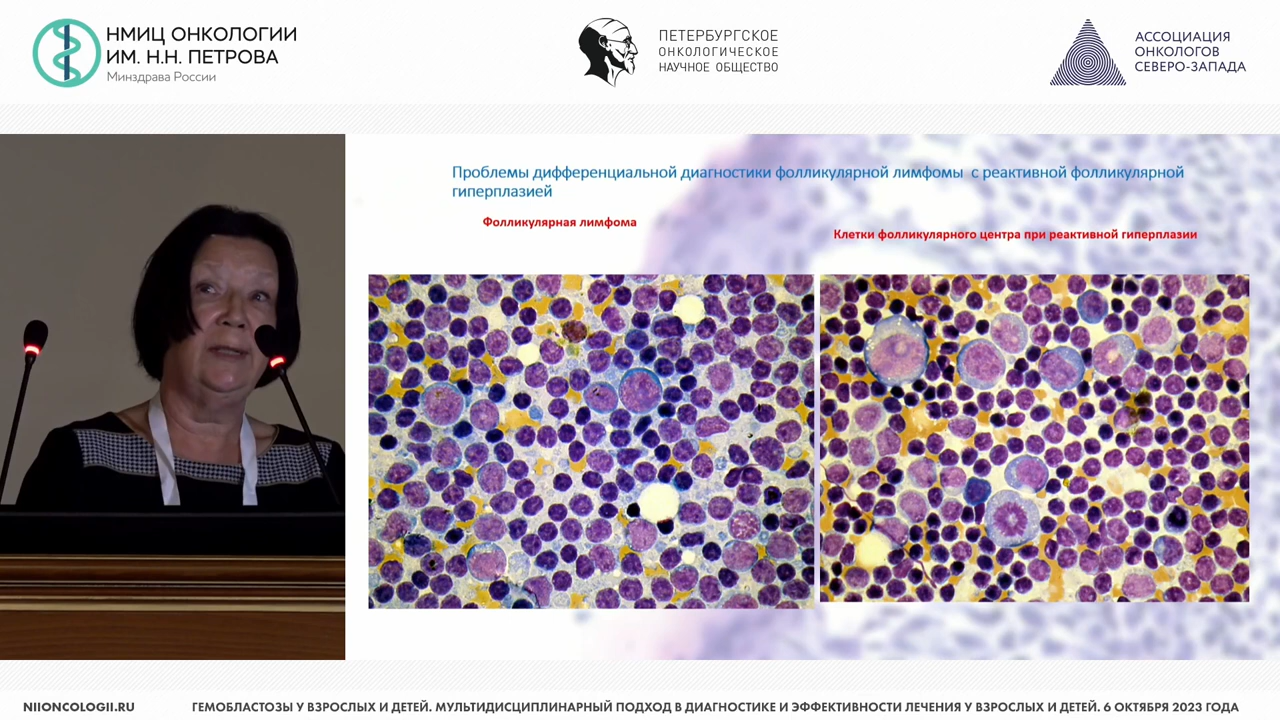 НМИЦ ОНКОЛОГИИ
ИМ. Н.Н. ПЕТРОВА
Минздрава России
ПЕТЕРБУРГСКОЕ
ОНКОЛОГИЧЕСКОЕ
НАУЧНОЕ ОБЩЕСТВО
АССОЦИАЦИЯ
ОНКОЛОГОВ
СЕВЕРО-ЗАПАДА
Проблемы дифференциальной диагностики фолликулярной лимфомы с реактивной фолликулярной
гиперплазией
Фолликулярная лимфома
Клетки фолликулярного центра при реактивной гиперплазии
NIIONCOLOGII.RU
ГЕМОБЛАСТОЗЫ У ВЗРОСЛЫХ И ДЕТЕЙ. МУЛЬТИДИСЦИПЛИНАРНЫЙ ПОДХОД В ДИАГНОСТИКЕ И ЭФФЕКТИВНОСТИ ЛЕЧЕНИЯ У ВЗРОСЛЫХ И ДЕТЕЙ. 6 ОКТЯБРЯ 2023 ГОДА